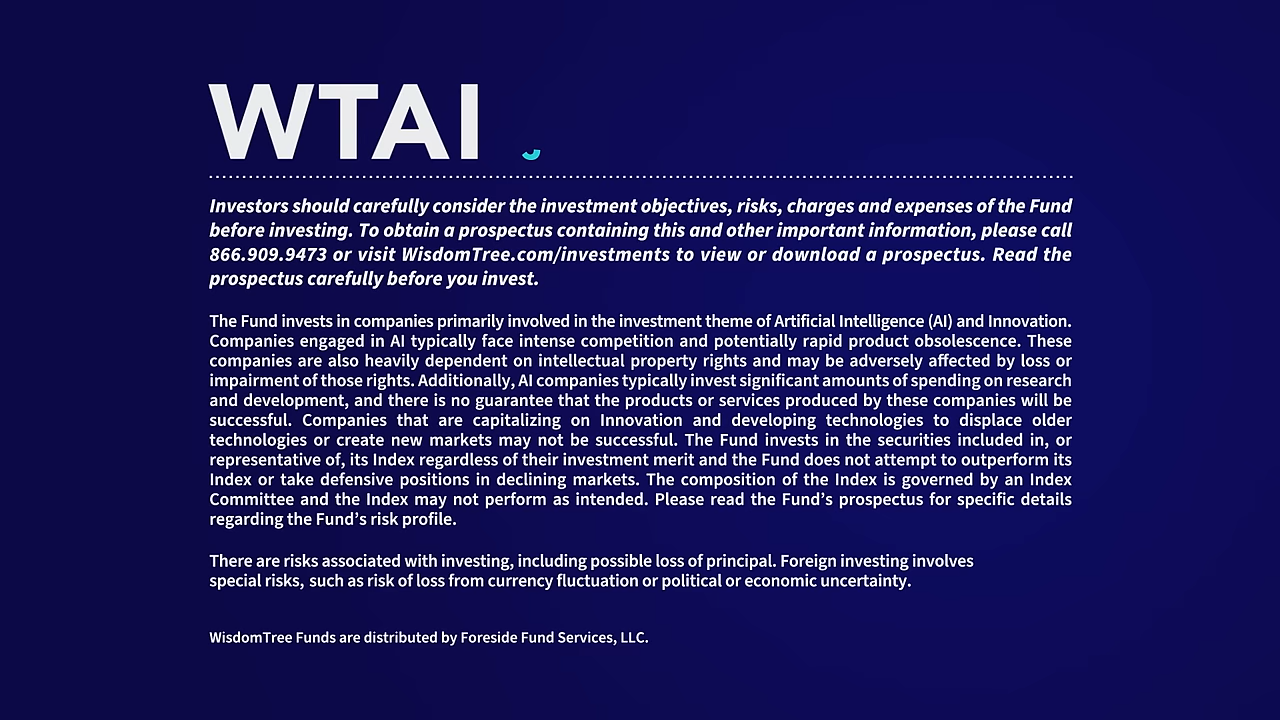 WTAI
Investors should carefully consider the investment objectives, risks, charges and expenses of the Fund
before investing. To obtain a prospectus containing this and other important information, please call
866.909.9473 or visit WisdomTree.com/investments to view or download a prospectus. Read the
prospectus carefully before you invest.
The Fund invests in companies primarily involved in the investment theme of Artificial Intelligence (AI) and Innovation.
Companies engaged in AI typically face intense competition and potentially rapid product obsolescence. These
companies are also heavily dependent on intellectual property rights and may be adversely affected by loss or
impairment of those rights. Additionally, AI companies typically invest significant amounts of spending on research
and development, and there is no guarantee that the products or services produced by these companies will be
successful. Companies that are capitalizing on Innovation and developing technologies to displace older
technologies or create new markets may not be successful. The Fund invests in the securities included in, or
representative of, its Index regardless of their investment merit and the Fund does not attempt to outperform its
Index or take defensive positions in declining markets. The composition of the Index is governed by an Index
Committee and the Index may not perform as intended. Please read the Fund’s prospectus for specific details
regarding the Fund’s risk profile.
There are risks associated with investing, including possible loss of principal. Foreign investing involves
special risks, such as risk of loss from currency fluctuation or political or economic uncertainty.
WisdomTree Funds are distributed by Foreside Fund Services, LLC.